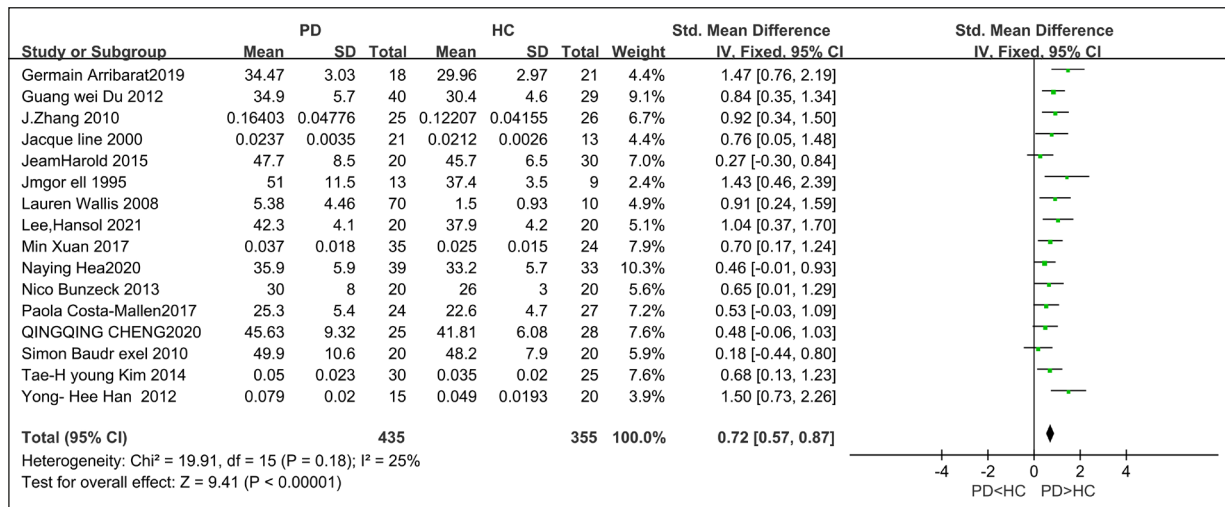 PD HC Std. Mean Difference Std. Mean Difference
Study or Subgroup Mean SD Total Mean SD Total Weight IV, Fixed, 95% CI IV, Fixed, 95% CI
Germain Arribarat2019 34.47 3.03 18 29.96 2.97 21 4.4% 1.47 [0.76, 2.19]
Guang wei Du 2012 34.9 5.7 40 30.4 4.6 29 9.1% 0.84 [0.35, 1.34]
J.Zhang 2010 0.16403 0.04776 25 0.12207 0.04155 26 6.7% 0.92 [0.34, 1.50]
Jacque line 2000 0.0237 0.0035 21 0.0212 0.0026 13 4.4% 0.76 [0.05, 1.48]
JeamHarold 2015 47.7 8.5 20 45.7 6.5 30 7.0% 0.27 [-0.30, 0.84]
Jmgor ell 1995 51 11.5 13 37.4 3.5 9 2.4% 1.43 [0.46, 2.39]
Lauren Wallis 2008 5.38 4.46 70 1.5 0.93 10 4.9% 0.91 [0.24, 1.59]
Lee,Hansol 2021 42.3 4.1 20 37.9 4.2 20 5.1% 1.04 [0.37, 1.70]
Min Xuan 2017 0.037 0.018 35 0.025 0.015 24 7.9% 0.70 [0.17, 1.24]
Naying Hea2020 35.9 5.9 39 33.2 5.7 33 10.3% 0.46 [-0.01, 0.93]
Nico Bunzeck 2013 30 8 20 26 3 20 5.6% 0.65 [0.01, 1.29]
Paola Costa-Mallen2017 25.3 5.4 24 22.6 4.7 27 7.2% 0.53 [-0.03, 1.09]
QINGQING CHENG2020 45.63 9.32 25 41.81 6.08 28 7.6% 0.48 [-0.06, 1.03]
Simon Baudr exel 2010 49.9 10.6 20 48.2 7.9 20 5.9% 0.18 [-0.44, 0.80]
Tae-H young Kim 2014 0.05 0.023 30 0.035 0.02 25 7.6% 0.68 [0.13, 1.23]
Yong- Hee Han 2012 0.079 0.02 15 0.049 0.0193 20 3.9% 1.50 [0.73, 2.26]
Total (95% CI) 435 355 100.0% 0.72 [0.57, 0.87]
Heterogeneity: Chi² = 19.91, df = 15 (P = 0.18); I² = 25%
Test for overall effect: Z = 9.41 (P < 0.00001)
-4 -2 0 2 4
PD<HC PD>HC